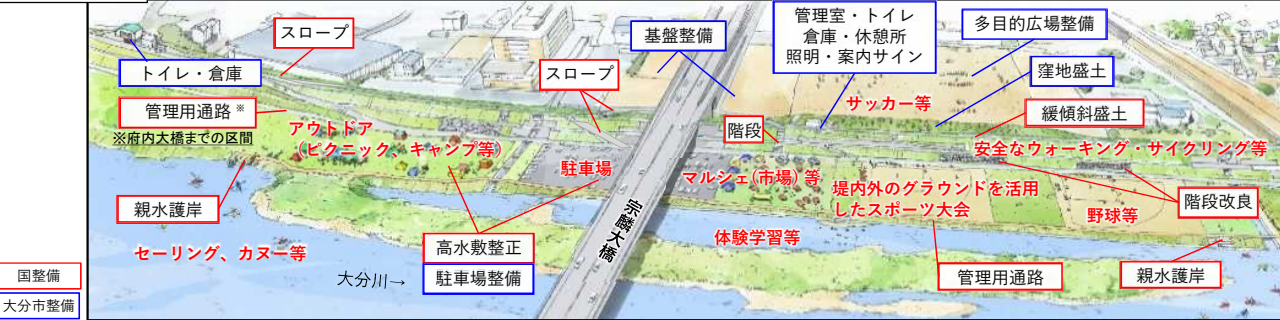 スロープ
トイレ・倉庫
管理用通路※
※府内大橋までの区間
アウトドア
（ピクニック、キャンプ等）
親水護岸
セーリング、カヌー等
国整備
大分市整備
スロープ
基盤整備
駐車場
高水敷整正
駐車場整備
大分川→
宗麟大橋
管理室・トイレ
倉庫・休憩所
照明・案内サイン
多目的広場整備
窪地盛土
サッカー等
緩傾斜盛土
階段
安全なウォーキング・サイクリング等
マルシェ(市場) 等
堤内外のグラウンドを活用
したスポーツ大会
階段改良
野球等
体験学習等
管理用通路
親水護岸